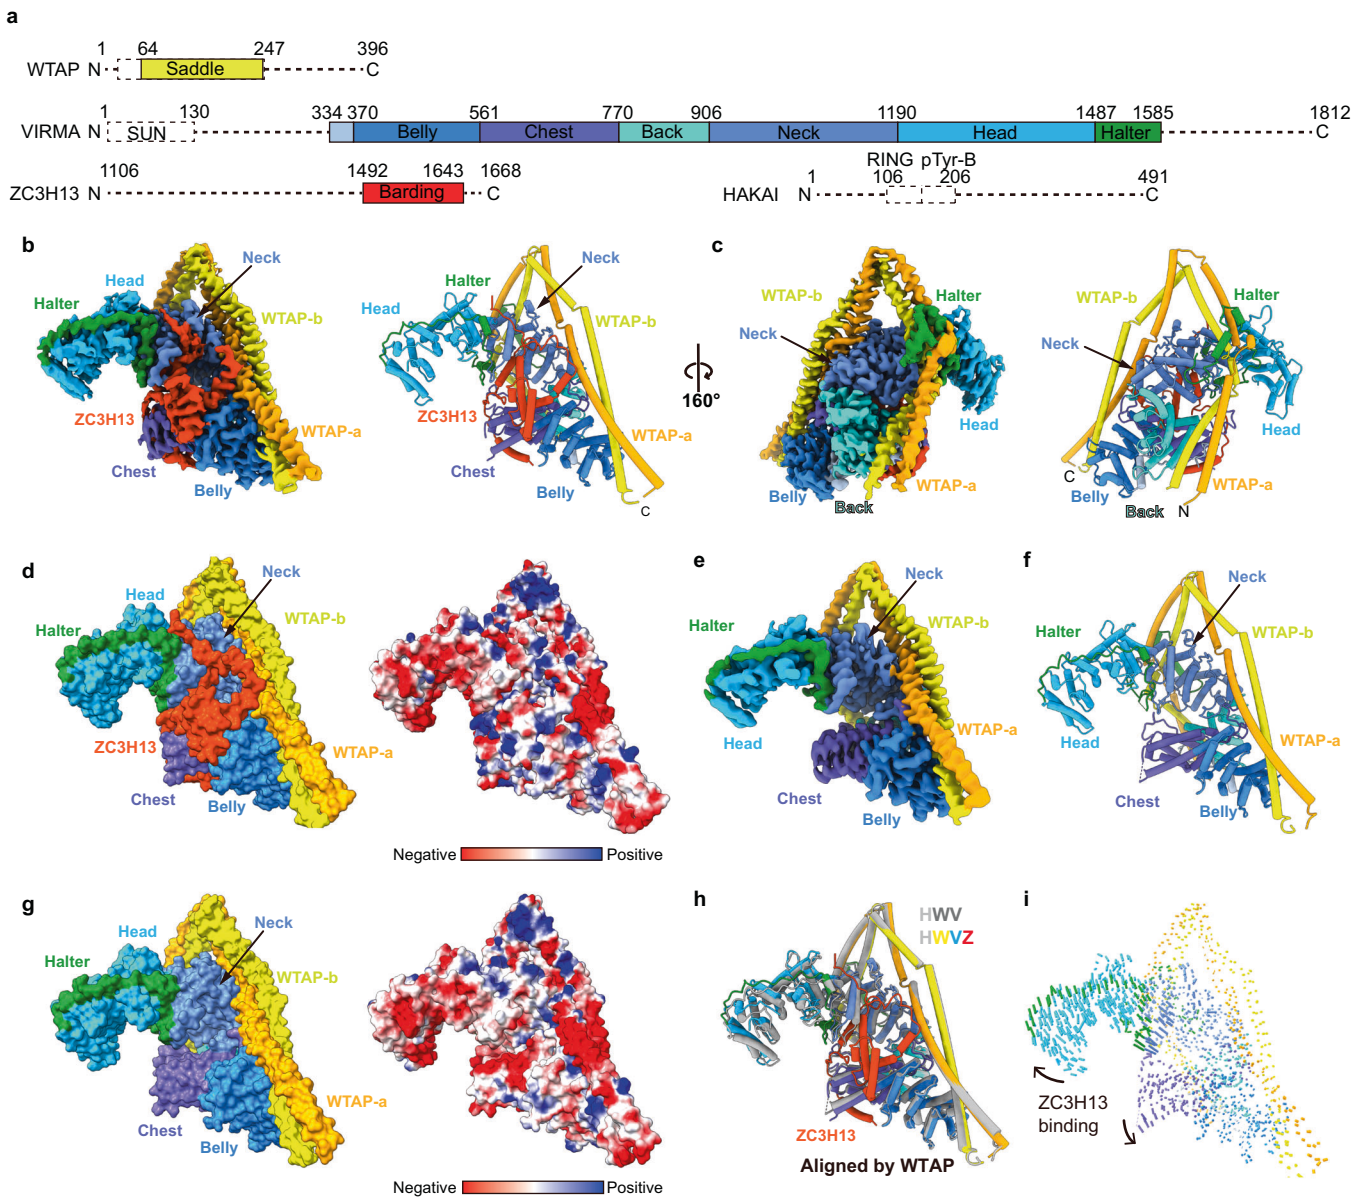 a
1 64 247 396
WTAP N Saddle C
1 130 334 370 561 770 906 1190 1487 1585 1812
VIRMA N SUN Belly Chest Back Neck Head Halter C
RING pTyr-B
1106 1492 1643 1668
ZC3H13 N Barding C
1 106 206 491
HAKAI N C
b
Neck
Head
Halter
WTAP-b
ZC3H13
WTAP-a
Chest
Belly
Halter
Neck
Head
WTAP-b
ZC3H13
WTAP-a
Chest
Belly
C
160°
c
WTAP-b
Halter
Neck
Head
Belly
WTAP-a
Back
WTAP-b
Halter
Neck
Head
C
Belly
WTAP-a
Back N
d
Neck
Head
Halter
WTAP-b
ZC3H13
WTAP-a
Chest
Belly
Negative Positive
e
Neck
Halter
WTAP-b
Head
WTAP-a
Chest
Belly
f
Neck
Halter
WTAP-b
Head
WTAP-a
Chest
Belly
g
Neck
Head
Halter
WTAP-b
WTAP-a
Chest
Belly
Negative Positive
h
HWV
HWVZ
ZC3H13
Aligned by WTAP
i
ZC3H13
binding